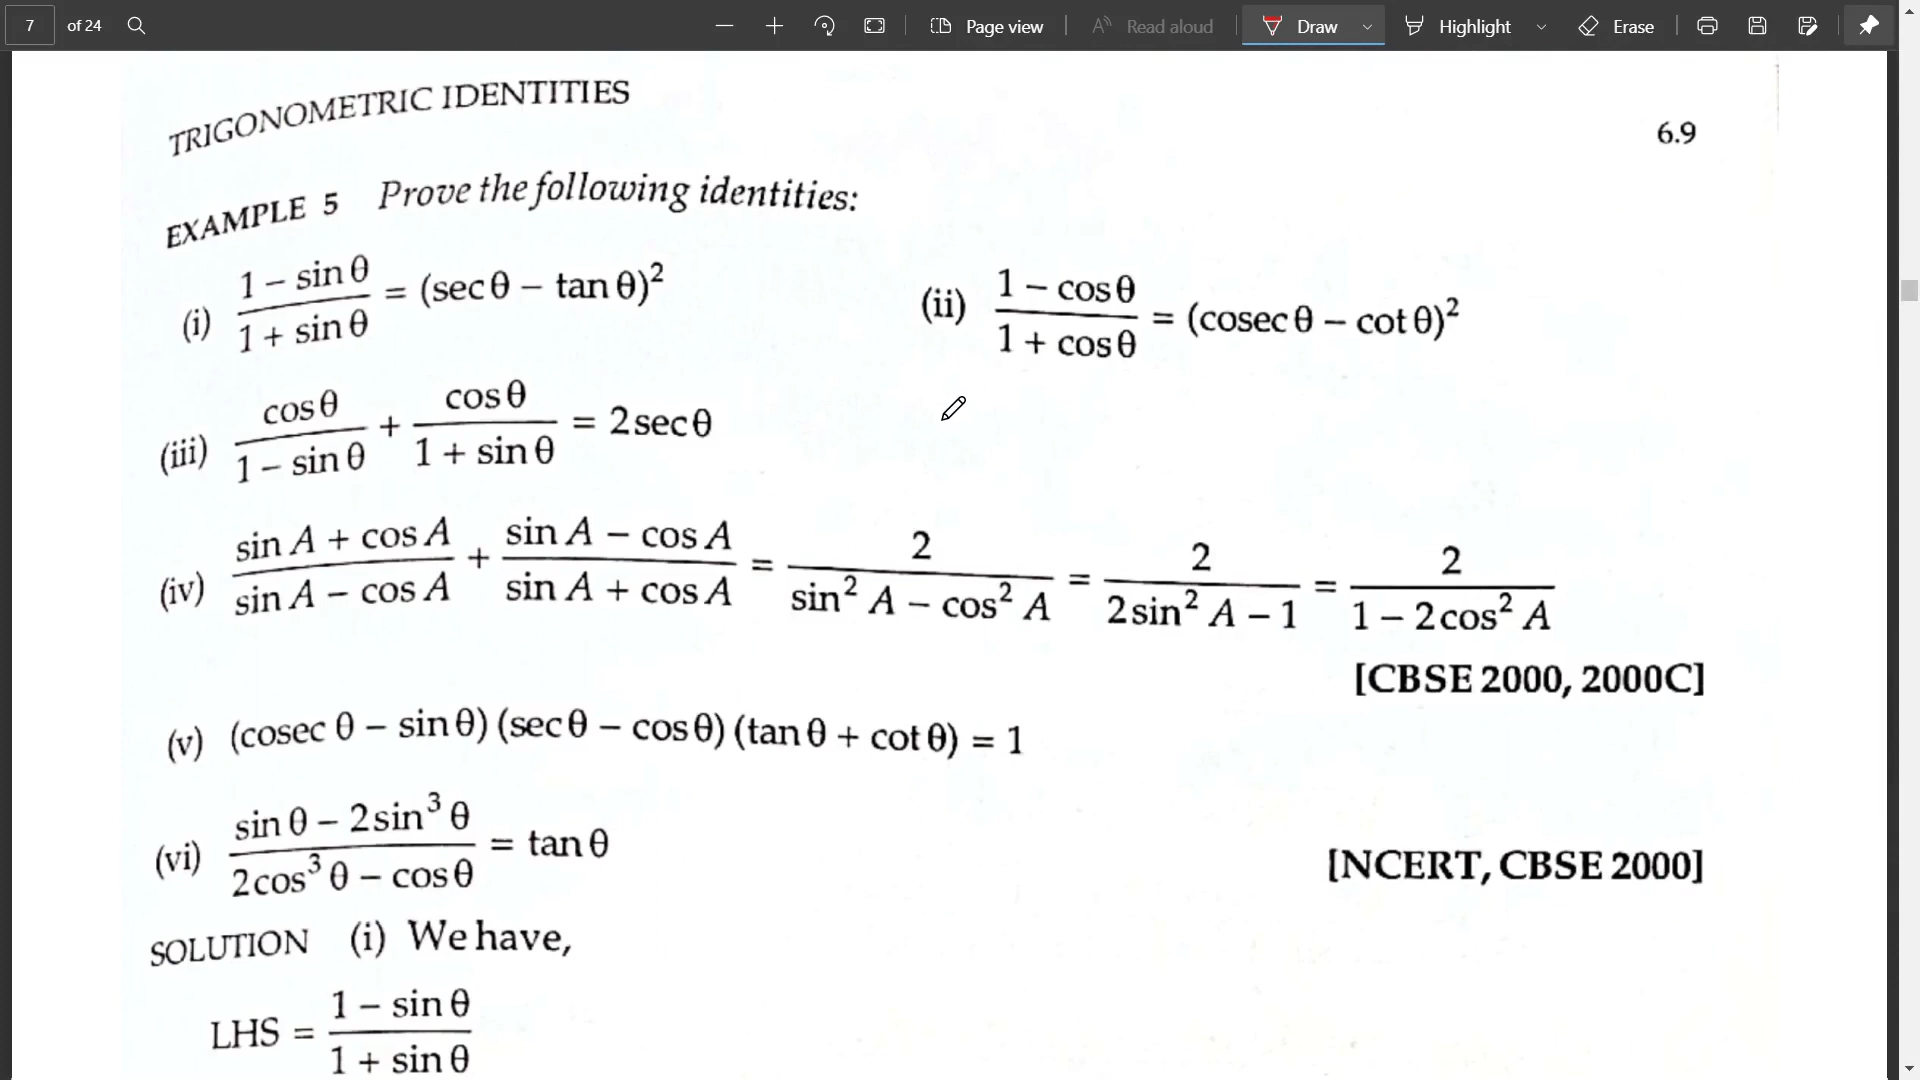 7 of 24 Page view Read aloud Draw Highlight Erase
TRIGONOMETRIC IDENTITIES
6.9
EXAMPLE 5 Prove the following identities:
(i) (1 − sin θ)/(1 + sin θ) = (sec θ − tan θ)²
(ii) (1 − cos θ)/(1 + cos θ) = (cosec θ − cot θ)²
(iii) cos θ/(1 − sin θ) + cos θ/(1 + sin θ) = 2 sec θ
(iv) (sin A + cos A)/(sin A − cos A) + (sin A − cos A)/(sin A + cos A) = 2/(sin² A − cos² A) = 2/(2 sin² A − 1) = 2/(1 − 2 cos² A)
[CBSE 2000, 2000C]
(v) (cosec θ − sin θ) (sec θ − cos θ) (tan θ + cot θ) = 1
(vi) (sin θ − 2 sin³ θ)/(2 cos³ θ − cos θ) = tan θ
[NCERT, CBSE 2000]
SOLUTION (i) We have,
LHS = (1 − sin θ)/(1 + sin θ)